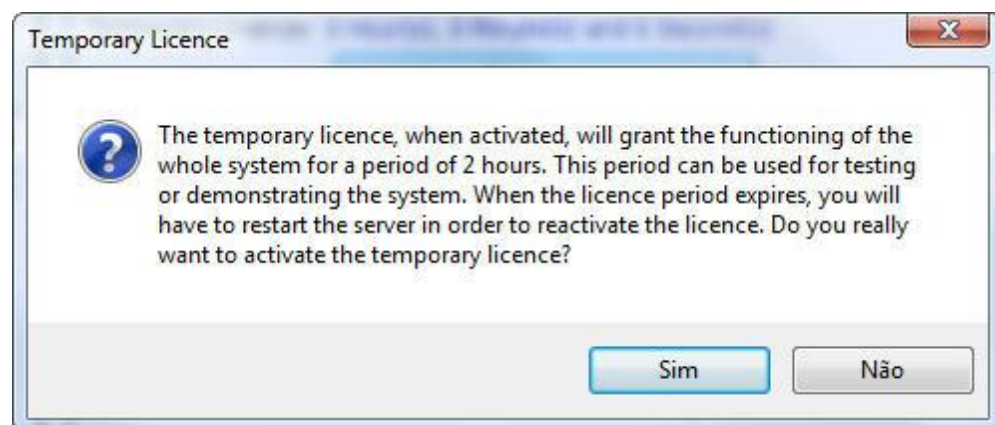 Temporary Licence
The temporary licence, when activated, will grant the functioning of the
whole system for a period of 2 hours. This period can be used for testing
or demonstrating the system. When the licence period expires, you will
have to restart the server in order to reactivate the licence. Do you really
want to activate the temporary licence?
Sim Não